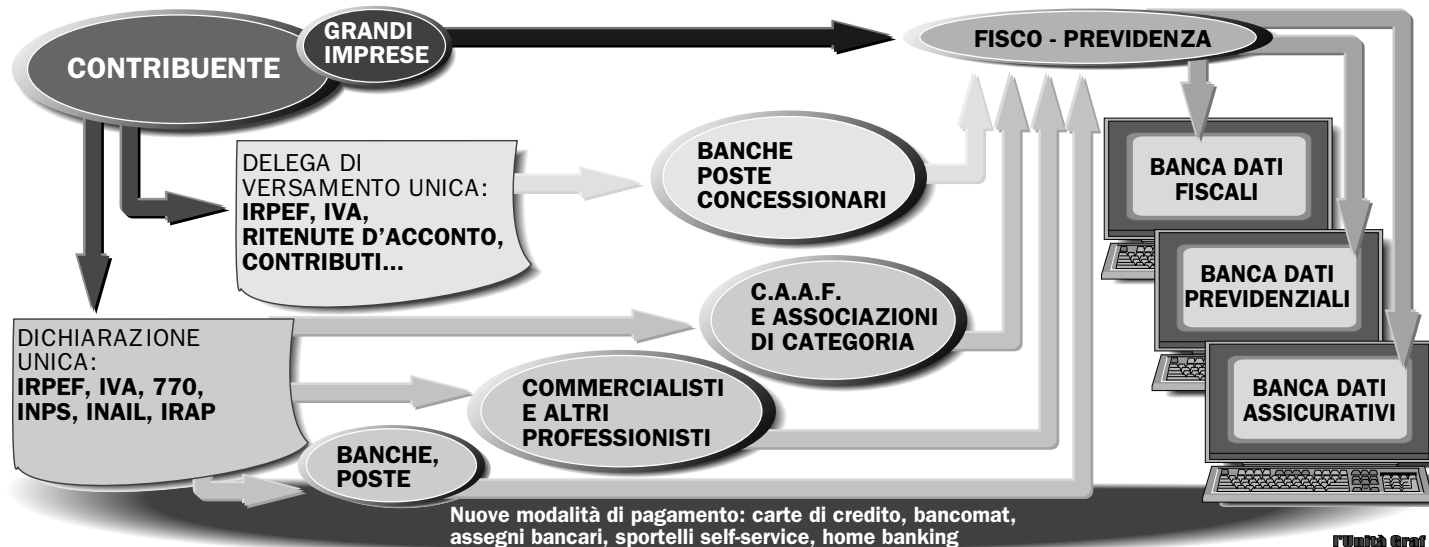 CONTRIBUENTE
GRANDI
IMPRESE
FISCO - PREVIDENZA
DELEGA DI
VERSAMENTO UNICA:
IRPEF, IVA,
RITENUTE D'ACCONTO,
CONTRIBUTI...
BANCHE
POSTE
CONCESSIONARI
BANCA DATI
FISCALI
BANCA DATI
PREVIDENZIALI
BANCA DATI
ASSICURATIVI
DICHIARAZIONE
UNICA:
IRPEF, IVA, 770,
INPS, INAIL, IRAP
C.A.A.F.
E ASSOCIAZIONI
DI CATEGORIA
COMMERCIALISTI
E ALTRI
PROFESSIONISTI
BANCHE,
POSTE
Nuove modalità di pagamento: carte di credito, bancomat,
assegni bancari, sportelli self-service, home banking
l'Unità Graf